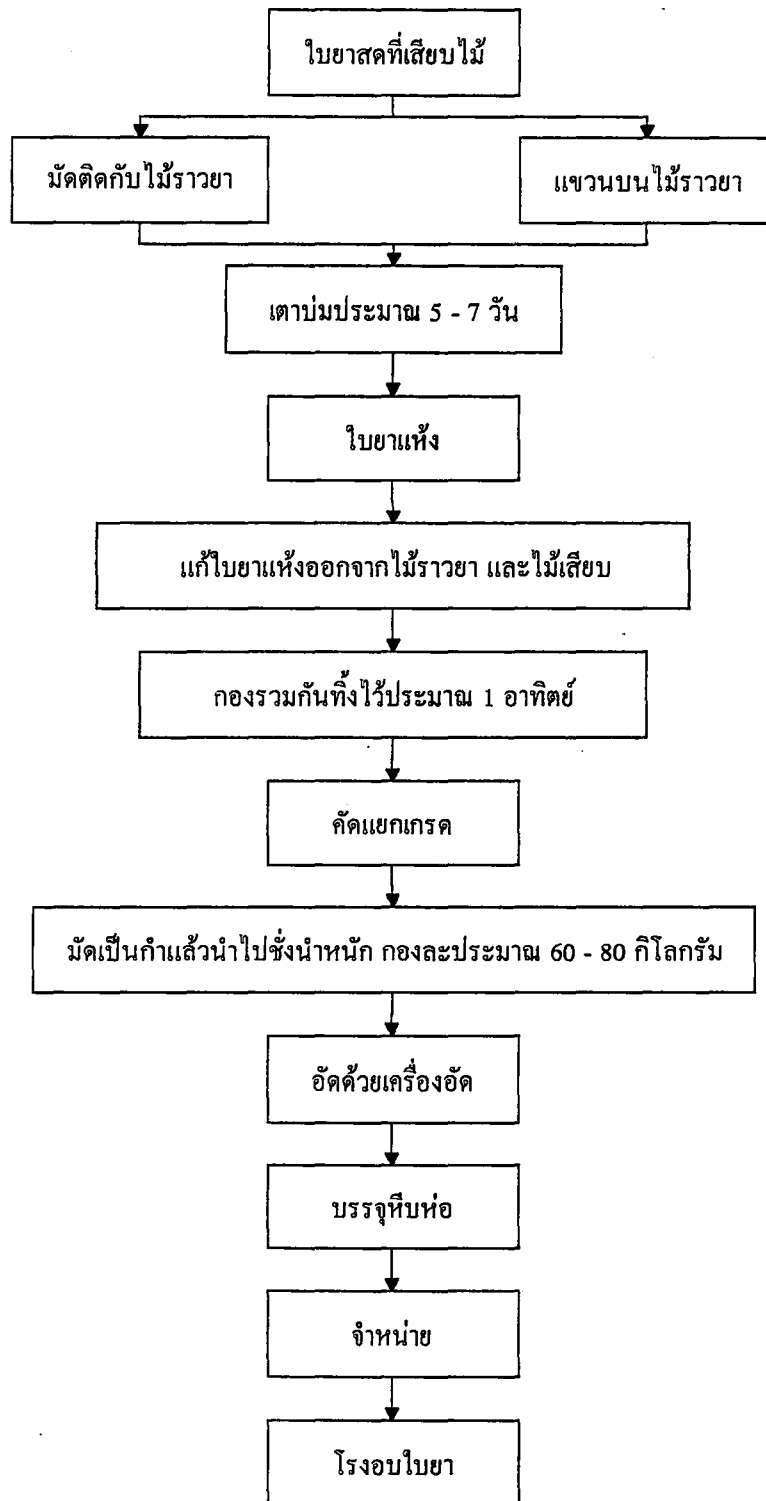 ใบยาสดที่เสียบไม้
มัดติดกับไม้ราวยา
แขวนบนไม้ราวยา
เตาบ่มประมาณ 5 - 7 วัน
ใบยาแห้ง
แก้ใบยาแห้งออกจากไม้ราวยา และไม้เสียบ
กองรวมกันทิ้งไว้ประมาณ 1 อาทิตย์
คัดแยกเกรด
มัดเป็นกำแล้วนำไปชั่งน้ำหนัก กองละประมาณ 60 - 80 กิโลกรัม
อัดด้วยเครื่องอัด
บรรจุหีบห่อ
จำหน่าย
โรงอบใบยา